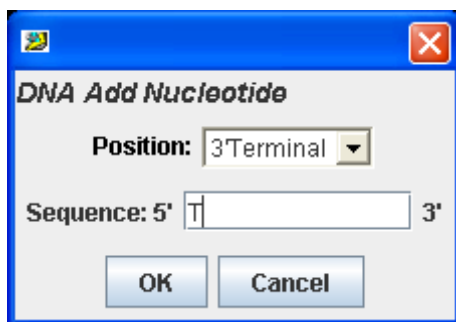 DNA Add Nucleotide
Position: 3'Terminal
Sequence: 5' T 3'
OK Cancel